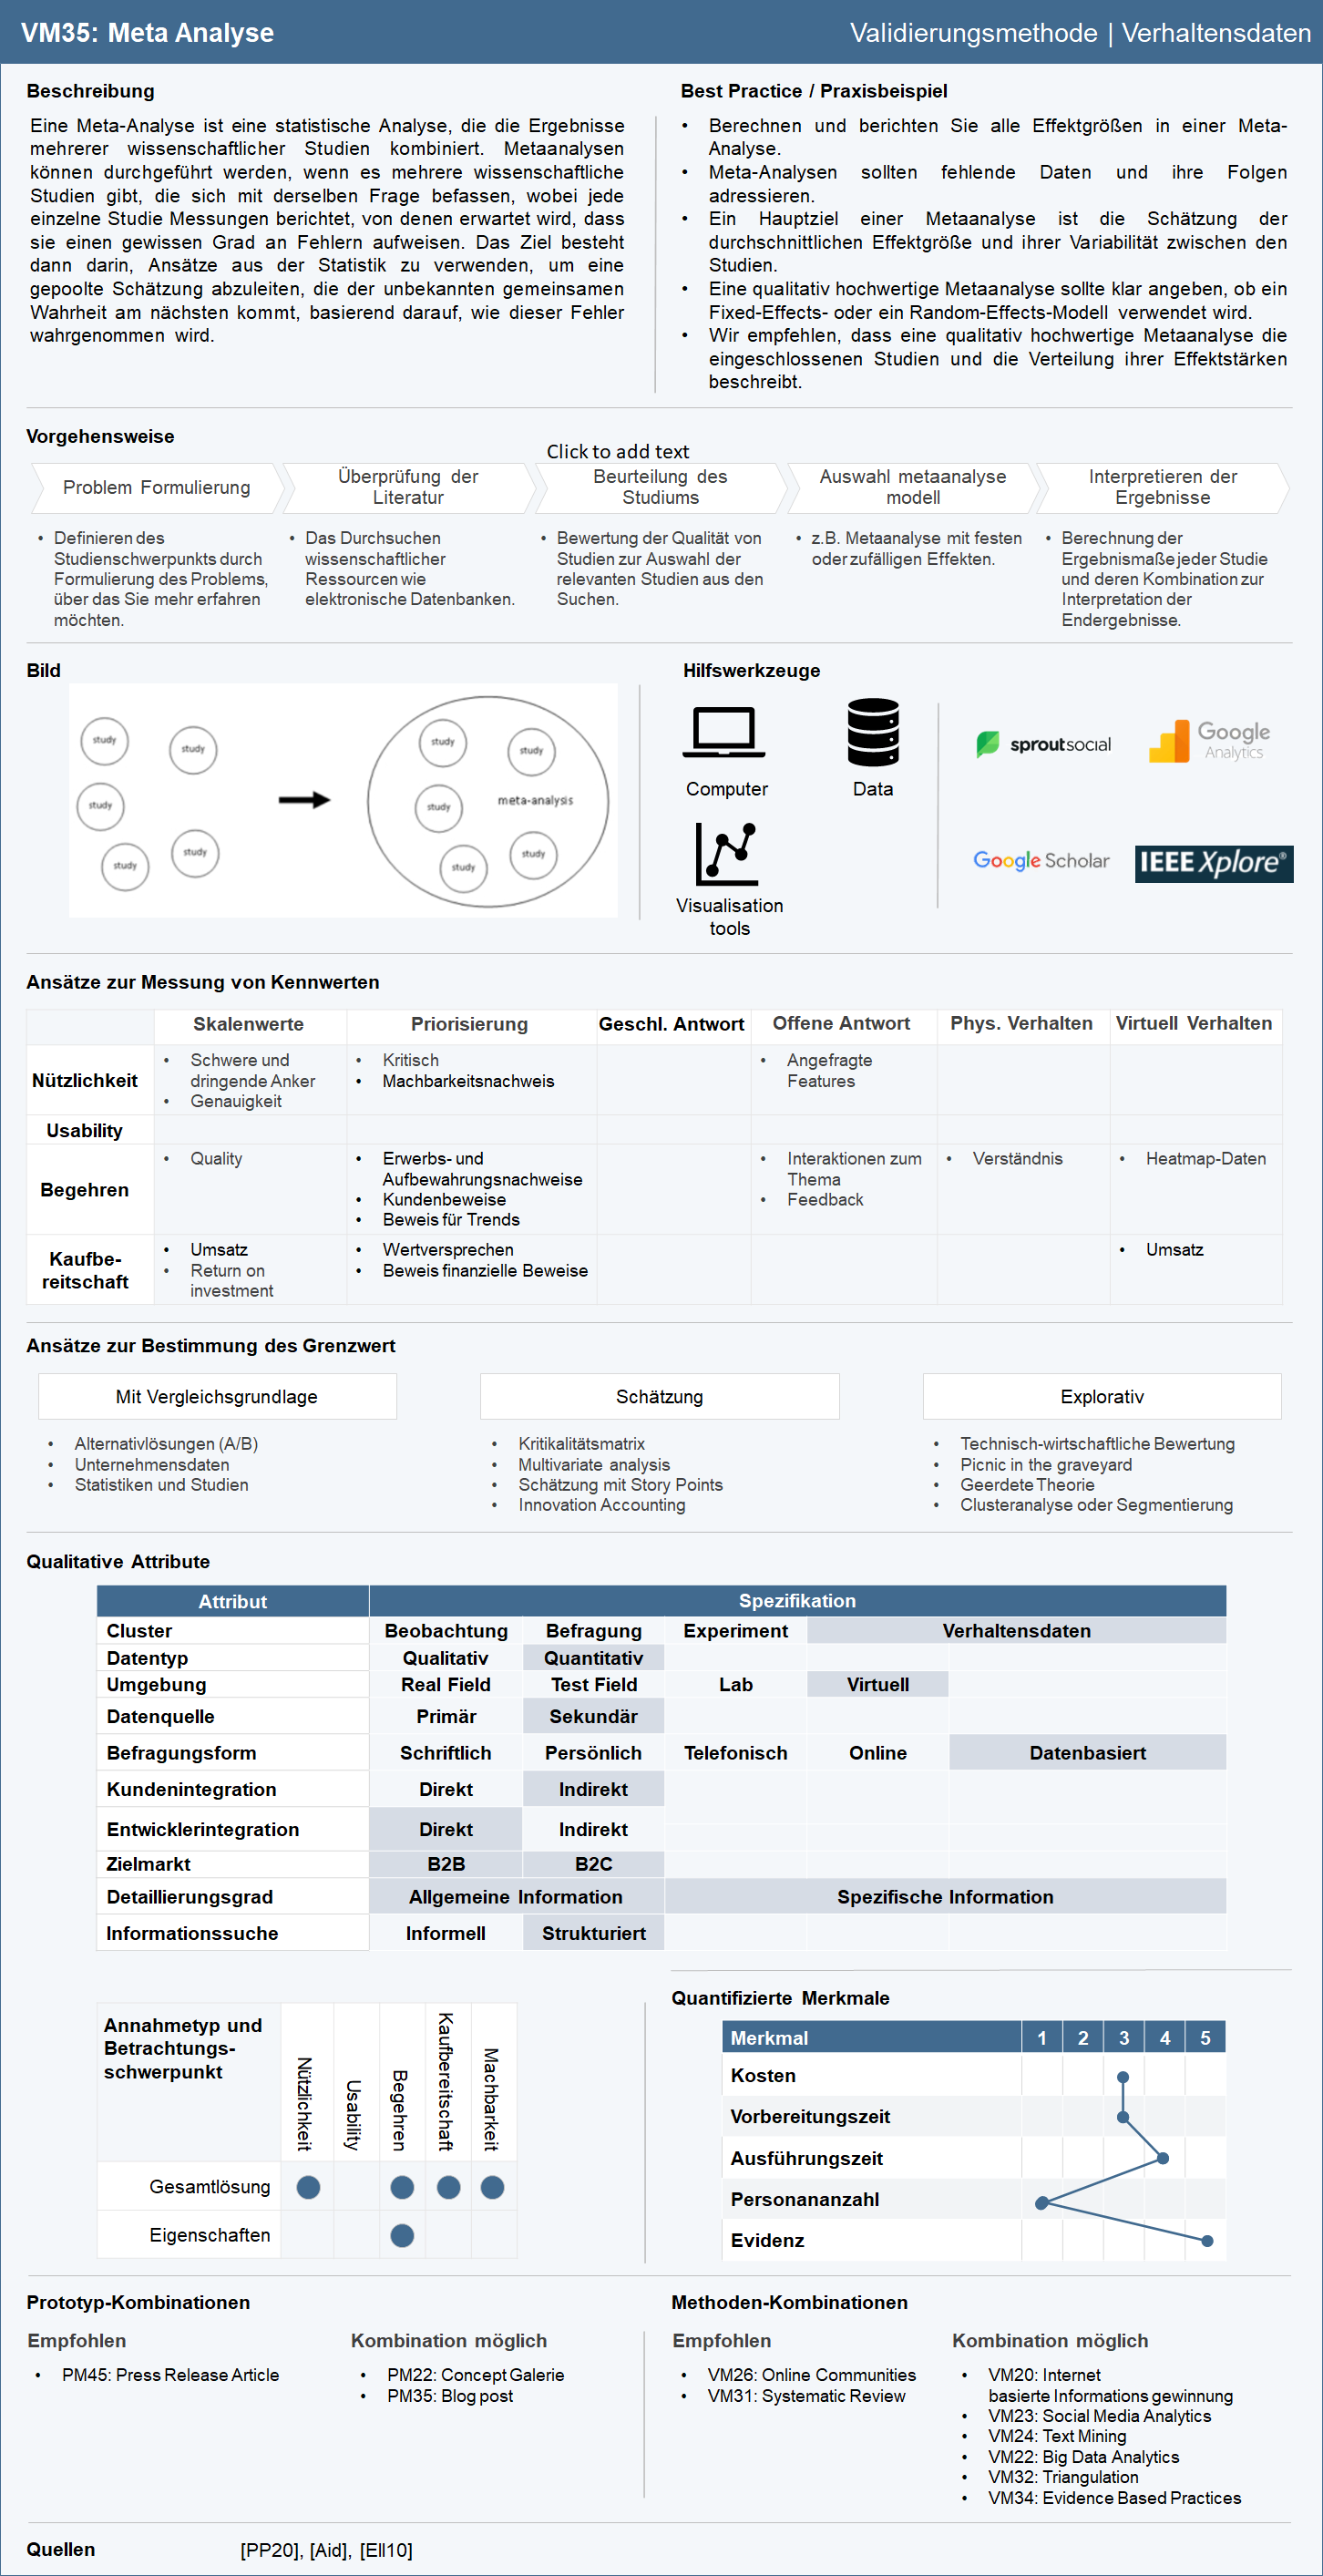 VM35: Meta Analyse
Validierungsmethode | Verhaltensdaten
Beschreibung
Eine Meta-Analyse ist eine statistische Analyse, die die Ergebnisse
mehrerer wissenschaftlicher Studien kombiniert. Metaanalysen
können durchgeführt werden, wenn es mehrere wissenschaftliche
Studien gibt, die sich mit derselben Frage befassen, wobei jede
einzelne Studie Messungen berichtet, von denen erwartet wird, dass
sie einen gewissen Grad an Fehlern aufweisen. Das Ziel besteht
dann darin, Ansätze aus der Statistik zu verwenden, um eine
gepoolte Schätzung abzuleiten, die der unbekannten gemeinsamen
Wahrheit am nächsten kommt, basierend darauf, wie dieser Fehler
wahrgenommen wird.
Best Practice / Praxisbeispiel
• Berechnen und berichten Sie alle Effektgrößen in einer Meta-
Analyse.
• Meta-Analysen sollten fehlende Daten und ihre Folgen
adressieren.
• Ein Hauptziel einer Metaanalyse ist die Schätzung der
durchschnittlichen Effektgröße und ihrer Variabilität zwischen den
Studien.
• Eine qualitativ hochwertige Metaanalyse sollte klar angeben, ob ein
Fixed-Effects- oder ein Random-Effects-Modell verwendet wird.
• Wir empfehlen, dass eine qualitativ hochwertige Metaanalyse die
eingeschlossenen Studien und die Verteilung ihrer Effektstärken
beschreibt.
Vorgehensweise
Click to add text
Problem Formulierung
Überprüfung der
Literatur
Beurteilung des
Studiums
Auswahl metaanalyse
modell
Interpretieren der
Ergebnisse
• Definieren des
Studienschwerpunkts durch
Formulierung des Problems,
über das Sie mehr erfahren
möchten.
• Das Durchsuchen
wissenschaftlicher
Ressourcen wie
elektronische Datenbanken.
• Bewertung der Qualität von
Studien zur Auswahl der
relevanten Studien aus den
Suchen.
• z.B. Metaanalyse mit festen
oder zufälligen Effekten.
• Berechnung der
Ergebnismaße jeder Studie
und deren Kombination zur
Interpretation der
Endergebnisse.
Bild
study
study
study
study
study
study
study
study
meta-analysis
study
study
Hilfswerkzeuge
Computer
Data
Visualisation
tools
sproutsocial
Google
Analytics
Google Scholar
IEEE Xplore®
Ansätze zur Messung von Kennwerten
Skalenwerte Priorisierung Geschl. Antwort Offene Antwort Phys. Verhalten Virtuell Verhalten
Nützlichkeit
• Schwere und
dringende Anker
• Genauigkeit
• Kritisch
• Machbarkeitsnachweis
• Angefragte
Features
Usability
Begehren
• Quality
• Erwerbs- und
Aufbewahrungsnachweise
• Kundenbeweise
• Beweis für Trends
• Interaktionen zum
Thema
• Feedback
• Verständnis
• Heatmap-Daten
Kaufbe-
reitschaft
• Umsatz
• Return on
investment
• Wertversprechen
• Beweis finanzielle Beweise
• Umsatz
Ansätze zur Bestimmung des Grenzwert
Mit Vergleichsgrundlage
• Alternativlösungen (A/B)
• Unternehmensdaten
• Statistiken und Studien
Schätzung
• Kritikalitätsmatrix
• Multivariate analysis
• Schätzung mit Story Points
• Innovation Accounting
Explorativ
• Technisch-wirtschaftliche Bewertung
• Picnic in the graveyard
• Geerdete Theorie
• Clusteranalyse oder Segmentierung
Qualitative Attribute
Attribut Spezifikation
Cluster Beobachtung Befragung Experiment Verhaltensdaten
Datentyp Qualitativ Quantitativ
Umgebung Real Field Test Field Lab Virtuell
Datenquelle Primär Sekundär
Befragungsform Schriftlich Persönlich Telefonisch Online Datenbasiert
Kundenintegration Direkt Indirekt
Entwicklerintegration Direkt Indirekt
Zielmarkt B2B B2C
Detaillierungsgrad Allgemeine Information Spezifische Information
Informationssuche Informell Strukturiert
Annahmetyp und
Betrachtungs-
schwerpunkt
Nützlichkeit
Usability
Begehren
Kaufbereitschaft
Machbarkeit
Gesamtlösung
Eigenschaften
Quantifizierte Merkmale
Merkmal 1 2 3 4 5
Kosten
Vorbereitungszeit
Ausführungszeit
Personananzahl
Evidenz
Prototyp-Kombinationen
Empfohlen
• PM45: Press Release Article
Kombination möglich
• PM22: Concept Galerie
• PM35: Blog post
Methoden-Kombinationen
Empfohlen
• VM26: Online Communities
• VM31: Systematic Review
Kombination möglich
• VM20: Internet
basierte Informations gewinnung
• VM23: Social Media Analytics
• VM24: Text Mining
• VM22: Big Data Analytics
• VM32: Triangulation
• VM34: Evidence Based Practices
Quellen [PP20], [Aid], [Ell10]